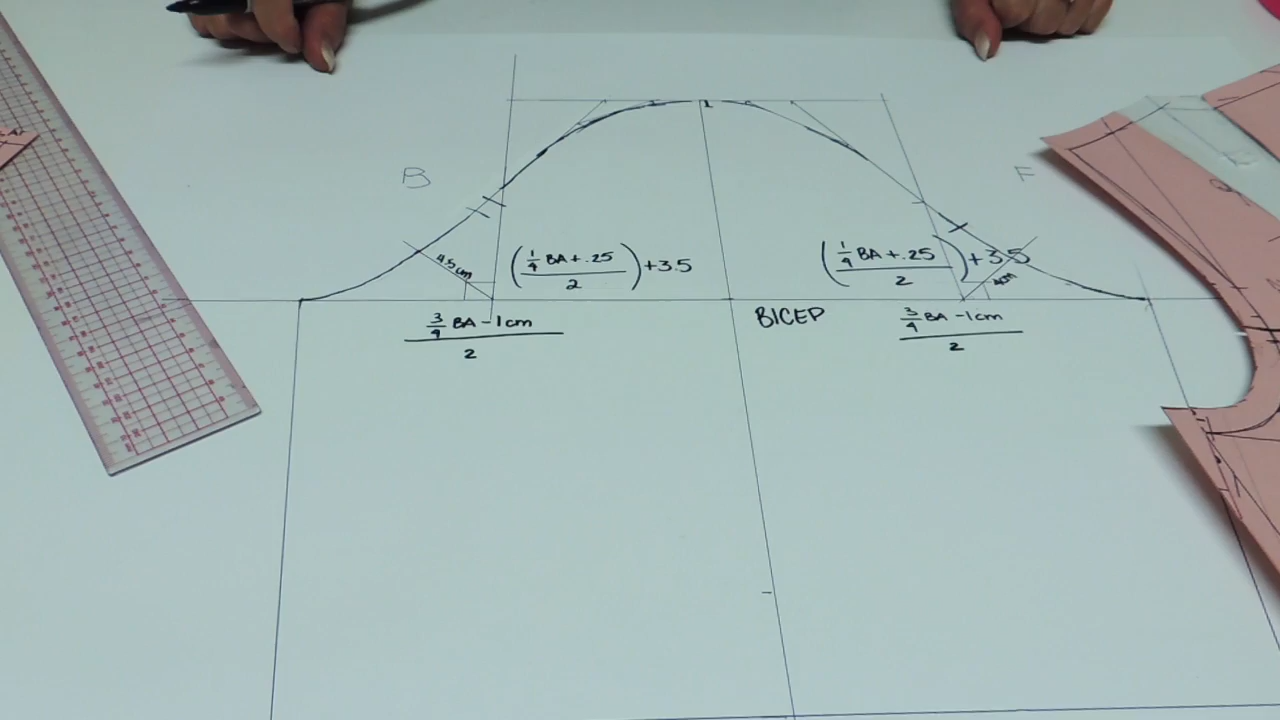 B
F
4.5cm
(1/4 BA + .25 / 2) + 3.5
(1/4 BA + .25 / 2) + 3.5
4cm
3/4 BA - 1cm / 2
BICEP
3/4 BA - 1cm / 2